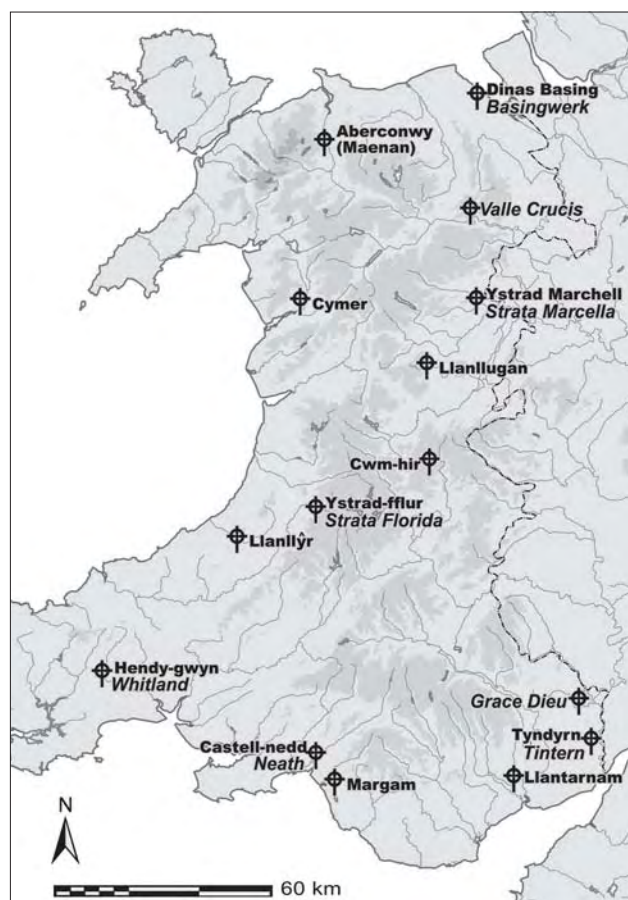 Dinas Basing
Basingwerk
Aberconwy
(Maenan)
Valle Crucis
Ystrad Marchell
Strata Marcella
Cymer
Llanllugan
Cwm-hir
Ystrad-fflur
Strata Florida
Llanllŷr
Hendy-gwyn
Whitland
Grace Dieu
Tyndyrn
Tintern
Castell-nedd
Neath
Llantarnam
Margam
N
60 km